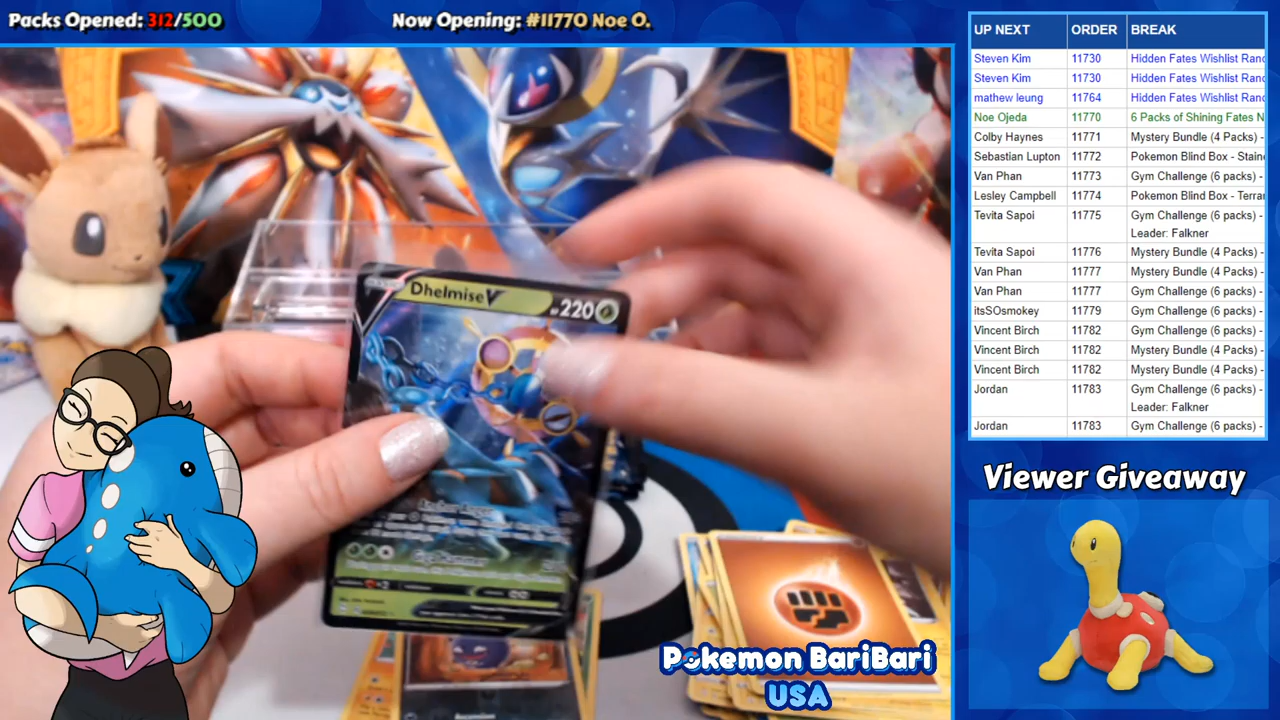 Packs Opened: 312/500
Now Opening: #11770 Noe O.
UP NEXT ORDER BREAK
Steven Kim 11730 Hidden Fates Wishlist Ranc
Steven Kim 11730 Hidden Fates Wishlist Ranc
mathew leung 11764 Hidden Fates Wishlist Ranc
Noe Ojeda 11770 6 Packs of Shining Fates N
Colby Haynes 11771 Mystery Bundle (4 Packs) -
Sebastian Lupton 11772 Pokemon Blind Box - Staine
Van Phan 11773 Gym Challenge (6 packs) -
Lesley Campbell 11774 Pokemon Blind Box - Terrar
Tevita Sapoi 11775 Gym Challenge (6 packs) -
Leader: Falkner
Tevita Sapoi 11776 Mystery Bundle (4 Packs) -
Van Phan 11777 Mystery Bundle (4 Packs) -
Van Phan 11777 Gym Challenge (6 packs) -
itsSOsmokey 11779 Gym Challenge (6 packs) -
Vincent Birch 11782 Gym Challenge (6 packs) -
Vincent Birch 11782 Mystery Bundle (4 Packs) -
Vincent Birch 11782 Mystery Bundle (4 Packs) -
Jordan 11783 Gym Challenge (6 packs) -
Leader: Falkner
Jordan 11783 Gym Challenge (6 packs) -
Dhelmise V HP 220
Viewer Giveaway
Pokemon BariBari
USA